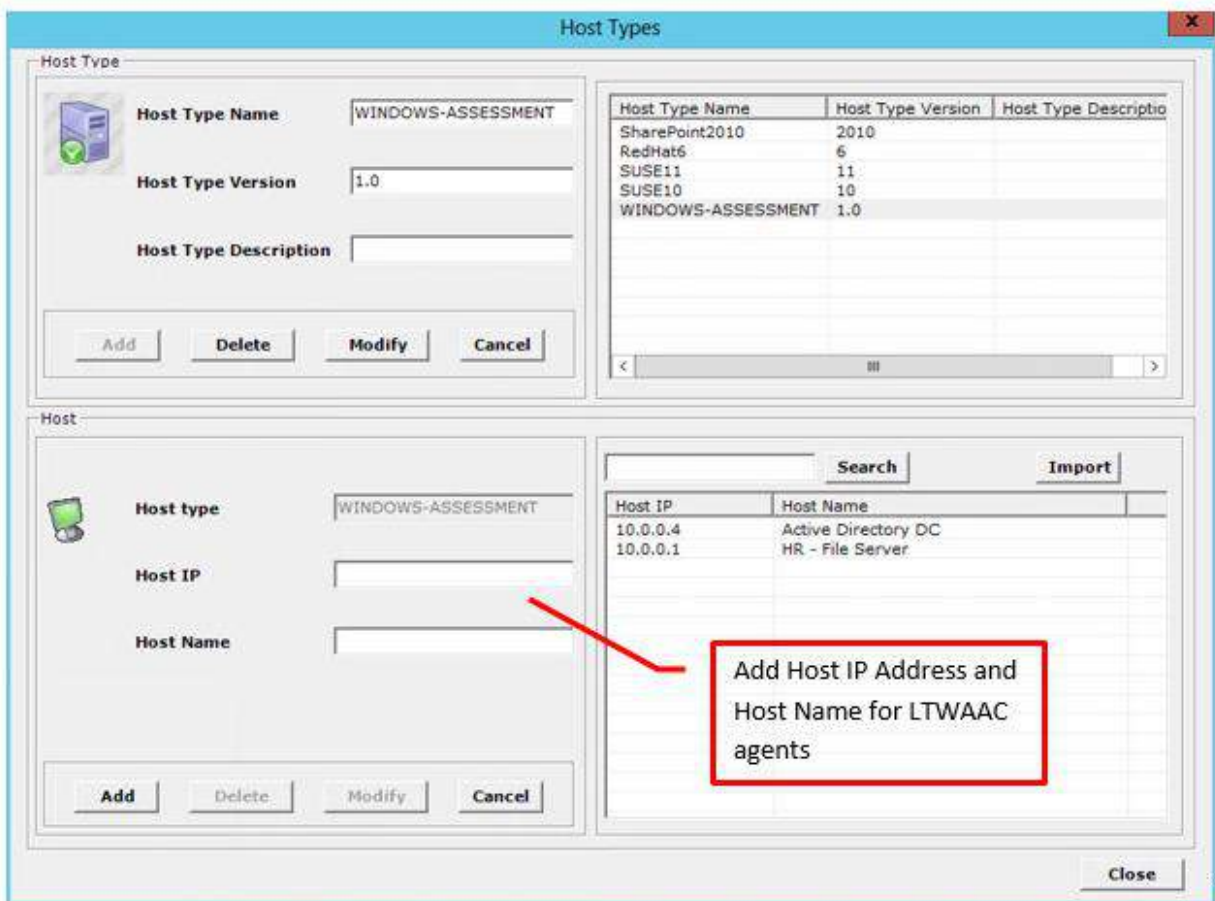 Host Types
x
Host Type
Host Type Name WINDOWS-ASSESSMENT
Host Type Version 1.0
Host Type Description
Add Delete Modify Cancel
Host Type Name Host Type Version Host Type Descriptio
SharePoint2010 2010
RedHat6 6
SUSE11 11
SUSE10 10
WINDOWS-ASSESSMENT 1.0
Host
Host type WINDOWS-ASSESSMENT
Host IP
Host Name
Add Delete Modify Cancel
Search Import
Host IP Host Name
10.0.0.4 Active Directory DC
10.0.0.1 HR - File Server
Add Host IP Address and
Host Name for LTWAAC
agents
Close